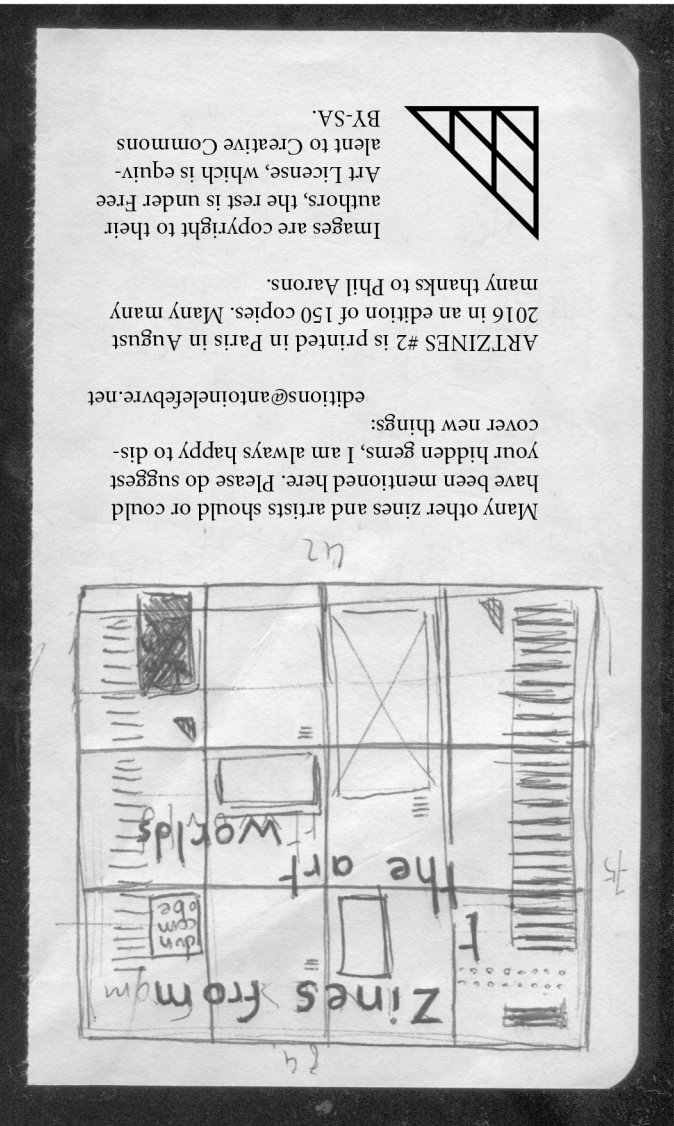 Zines from
the art
worlds
42
Many other zines and artists should or could
have been mentioned here. Please do suggest
your hidden gems, I am always happy to dis-
cover new things:
editions@antoinelefebvre.net
ARTZINES #2 is printed in Paris in August
2016 in an edition of 150 copies. Many many
many thanks to Phil Aarons.
Images are copyright to their
authors, the rest is under Free
Art License, which is equiv-
alent to Creative Commons
BY-SA.